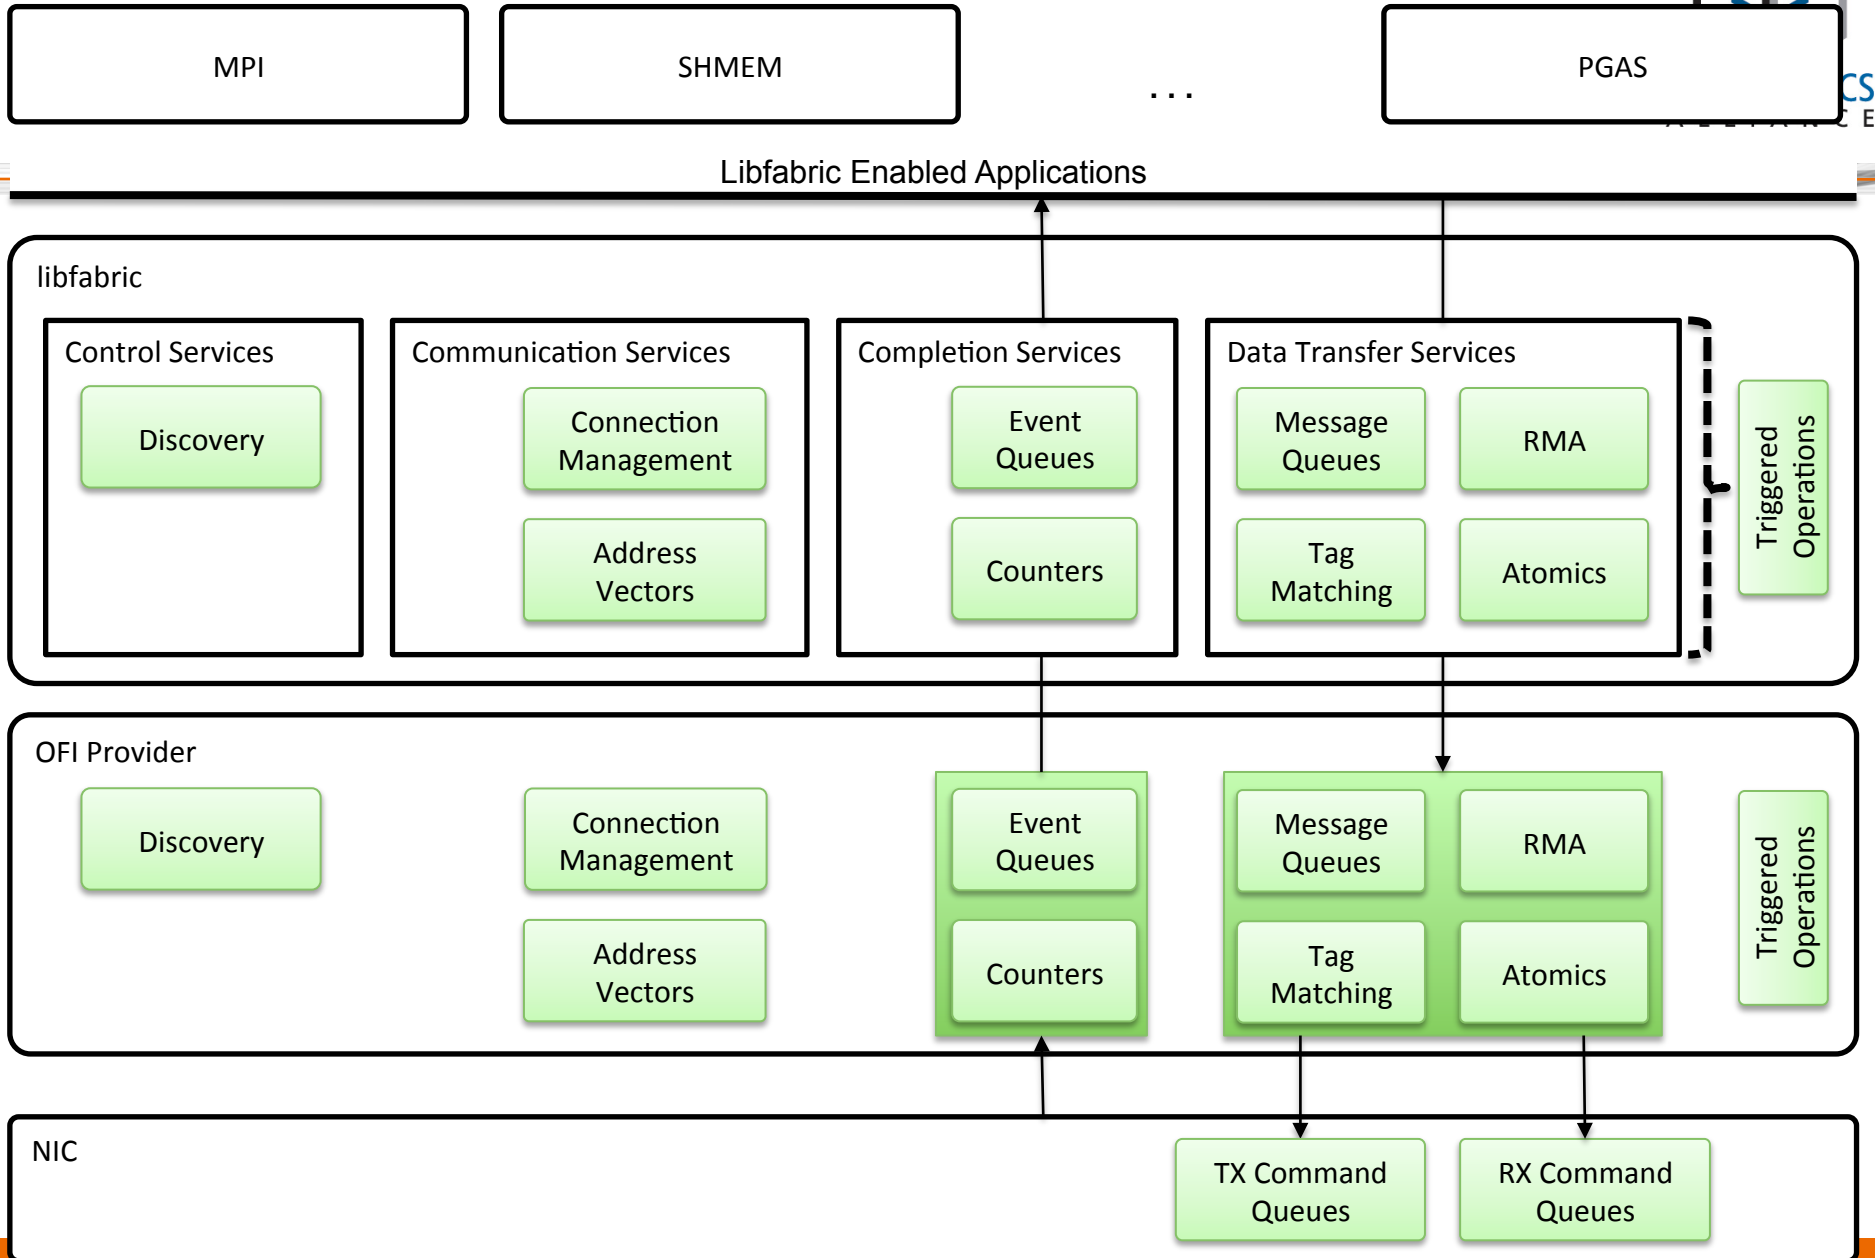 MPI
SHMEM
. . .
PGAS
CS
Libfabric Enabled Applications
libfabric
Control Services
Communication Services
Completion Services
Data Transfer Services
Discovery
Connection
Management
Event
Queues
Message
Queues
RMA
Triggered
Operations
Address
Vectors
Counters
Tag
Matching
Atomics
OFI Provider
Discovery
Connection
Management
Event
Queues
Message
Queues
RMA
Triggered
Operations
Address
Vectors
Counters
Tag
Matching
Atomics
NIC
TX Command
Queues
RX Command
Queues